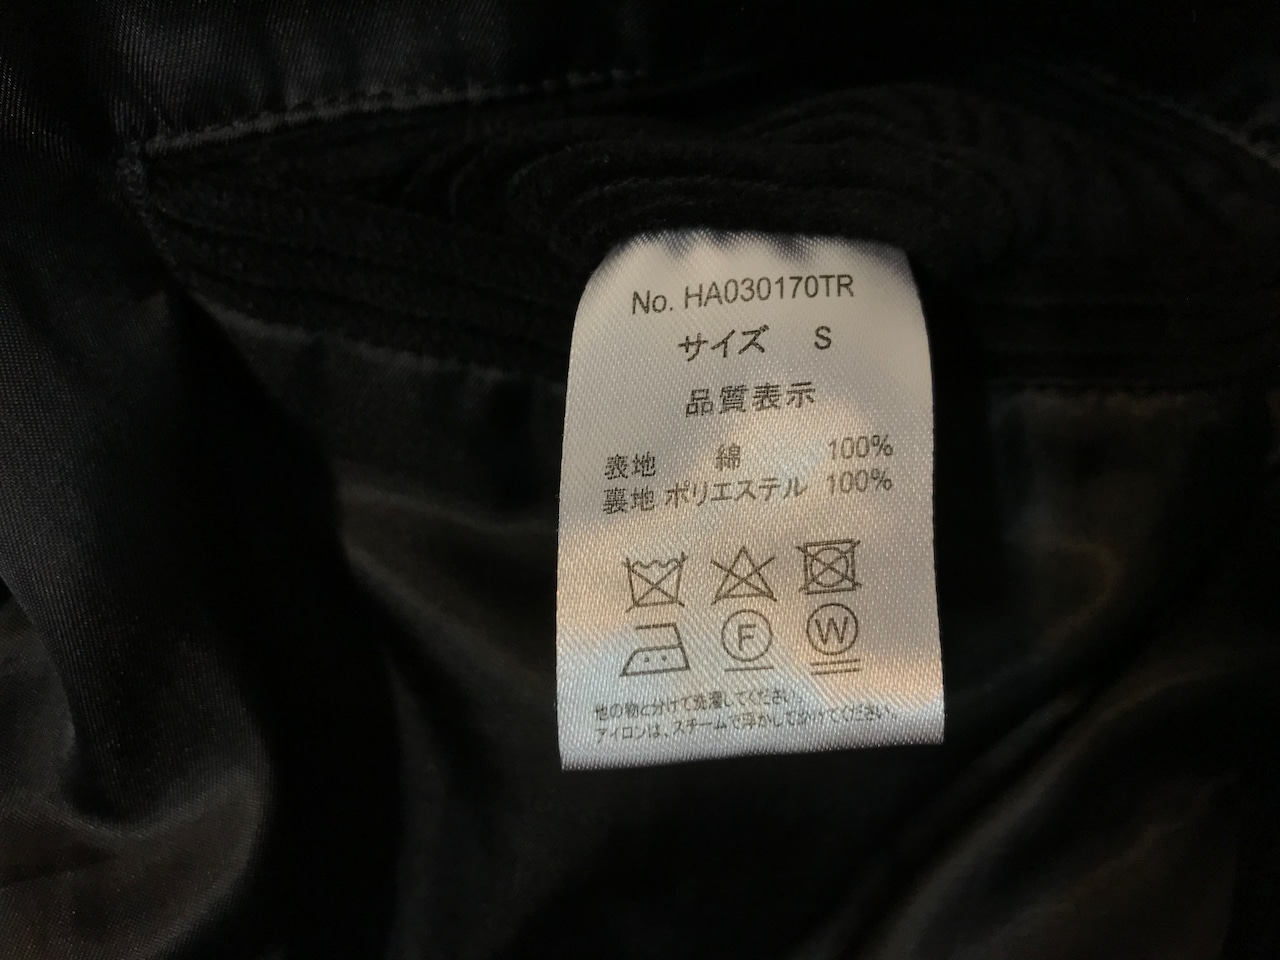 No. HA030170TR
サイズ S
品質表示
表地 綿 100%
裏地 ポリエステル 100%
F W
他の物と分けて洗濯してください。
アイロンは、スチームで浮かしてかけてください。